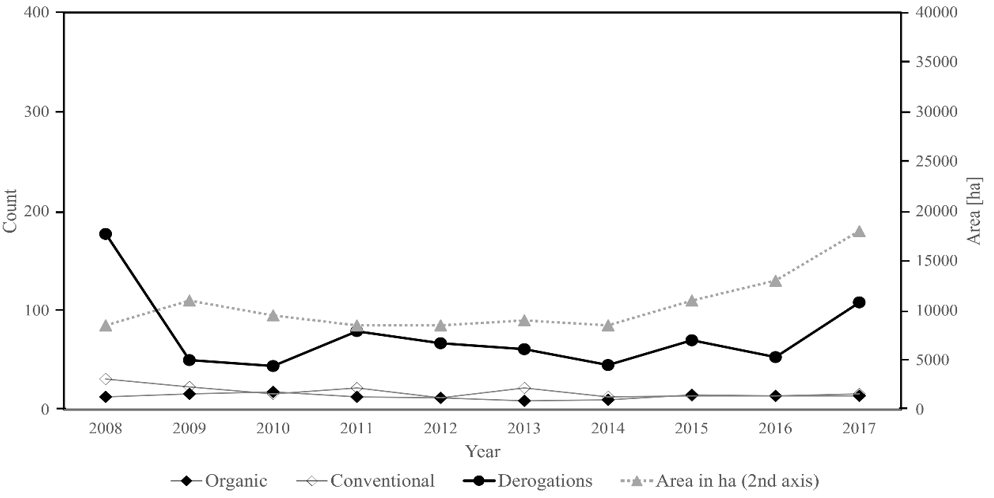 400
300
200
100
0
Count
40000
35000
30000
25000
20000
15000
10000
5000
0
Area [ha]
2008 2009 2010 2011 2012 2013 2014 2015 2016 2017
Year
Organic Conventional Derogations Area in ha (2nd axis)